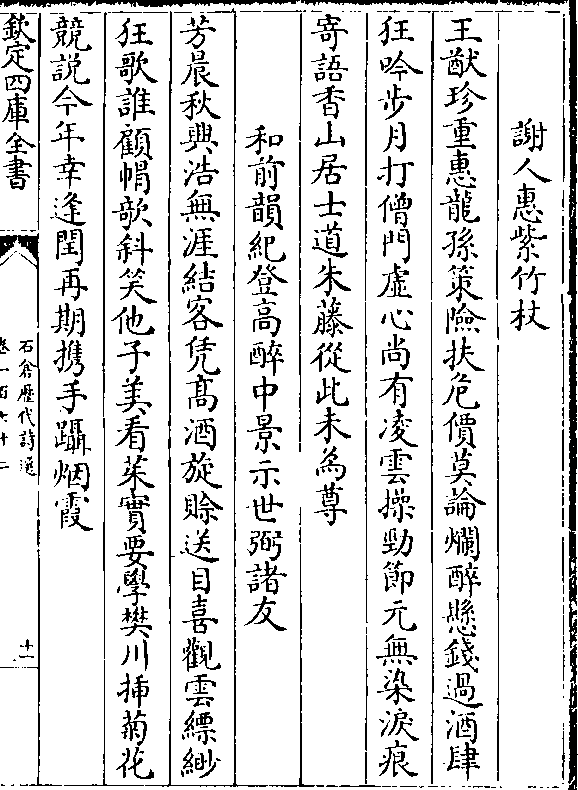 謝人惠紫竹杖
王猷珍重惠龍孫策險扶危價莫論爛醉懸錢過酒肆
狂吟步月打僧門虚心尚有凌雲操勁節元無染淚痕
寄語香山居士道朱藤從此未為尊
和前韻紀登高醉中景示世弼諸友
芳晨秋興浩無涯結客凭髙酒旋賖送目喜觀雲縹緲
狂歌誰顧帽欹斜笑他子美看茱實要學樊川揷菊花
競説今年幸逢閏再期携手躡烟霞
欽定四庫全書
石倉歷代詩選
卷一百六十二
十一